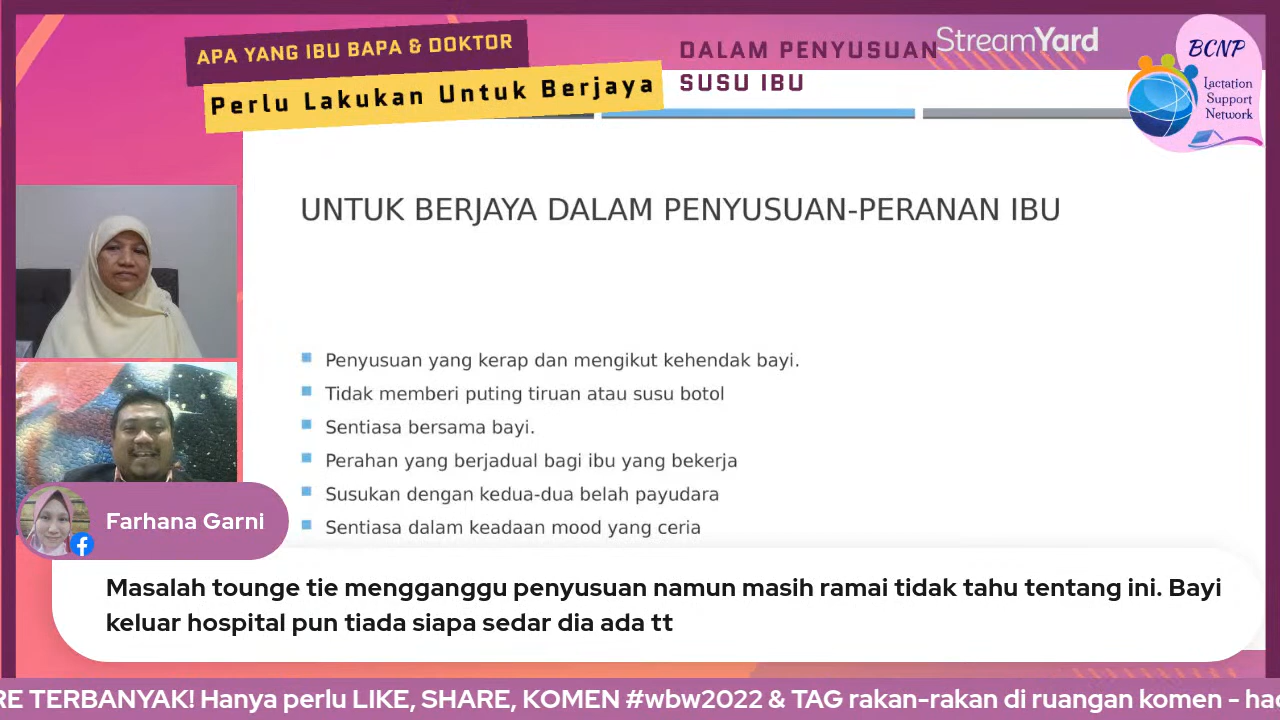 APA YANG IBU BAPA & DOKTOR
Perlu Lakukan Untuk Berjaya
DALAM PENYUSUAN
SUSU IBU
StreamYard
BCNP
Lactation
Support
Network
UNTUK BERJAYA DALAM PENYUSUAN-PERANAN IBU
Penyusuan yang kerap dan mengikut kehendak bayi.
Tidak memberi puting tiruan atau susu botol
Sentiasa bersama bayi.
Perahan yang berjadual bagi ibu yang bekerja
Susukan dengan kedua-dua belah payudara
Sentiasa dalam keadaan mood yang ceria
Farhana Garni
Masalah tounge tie mengganggu penyusuan namun masih ramai tidak tahu tentang ini. Bayi
keluar hospital pun tiada siapa sedar dia ada tt
RE TERBANYAK! Hanya perlu LIKE, SHARE, KOMEN #wbw2022 & TAG rakan-rakan di ruangan komen - had